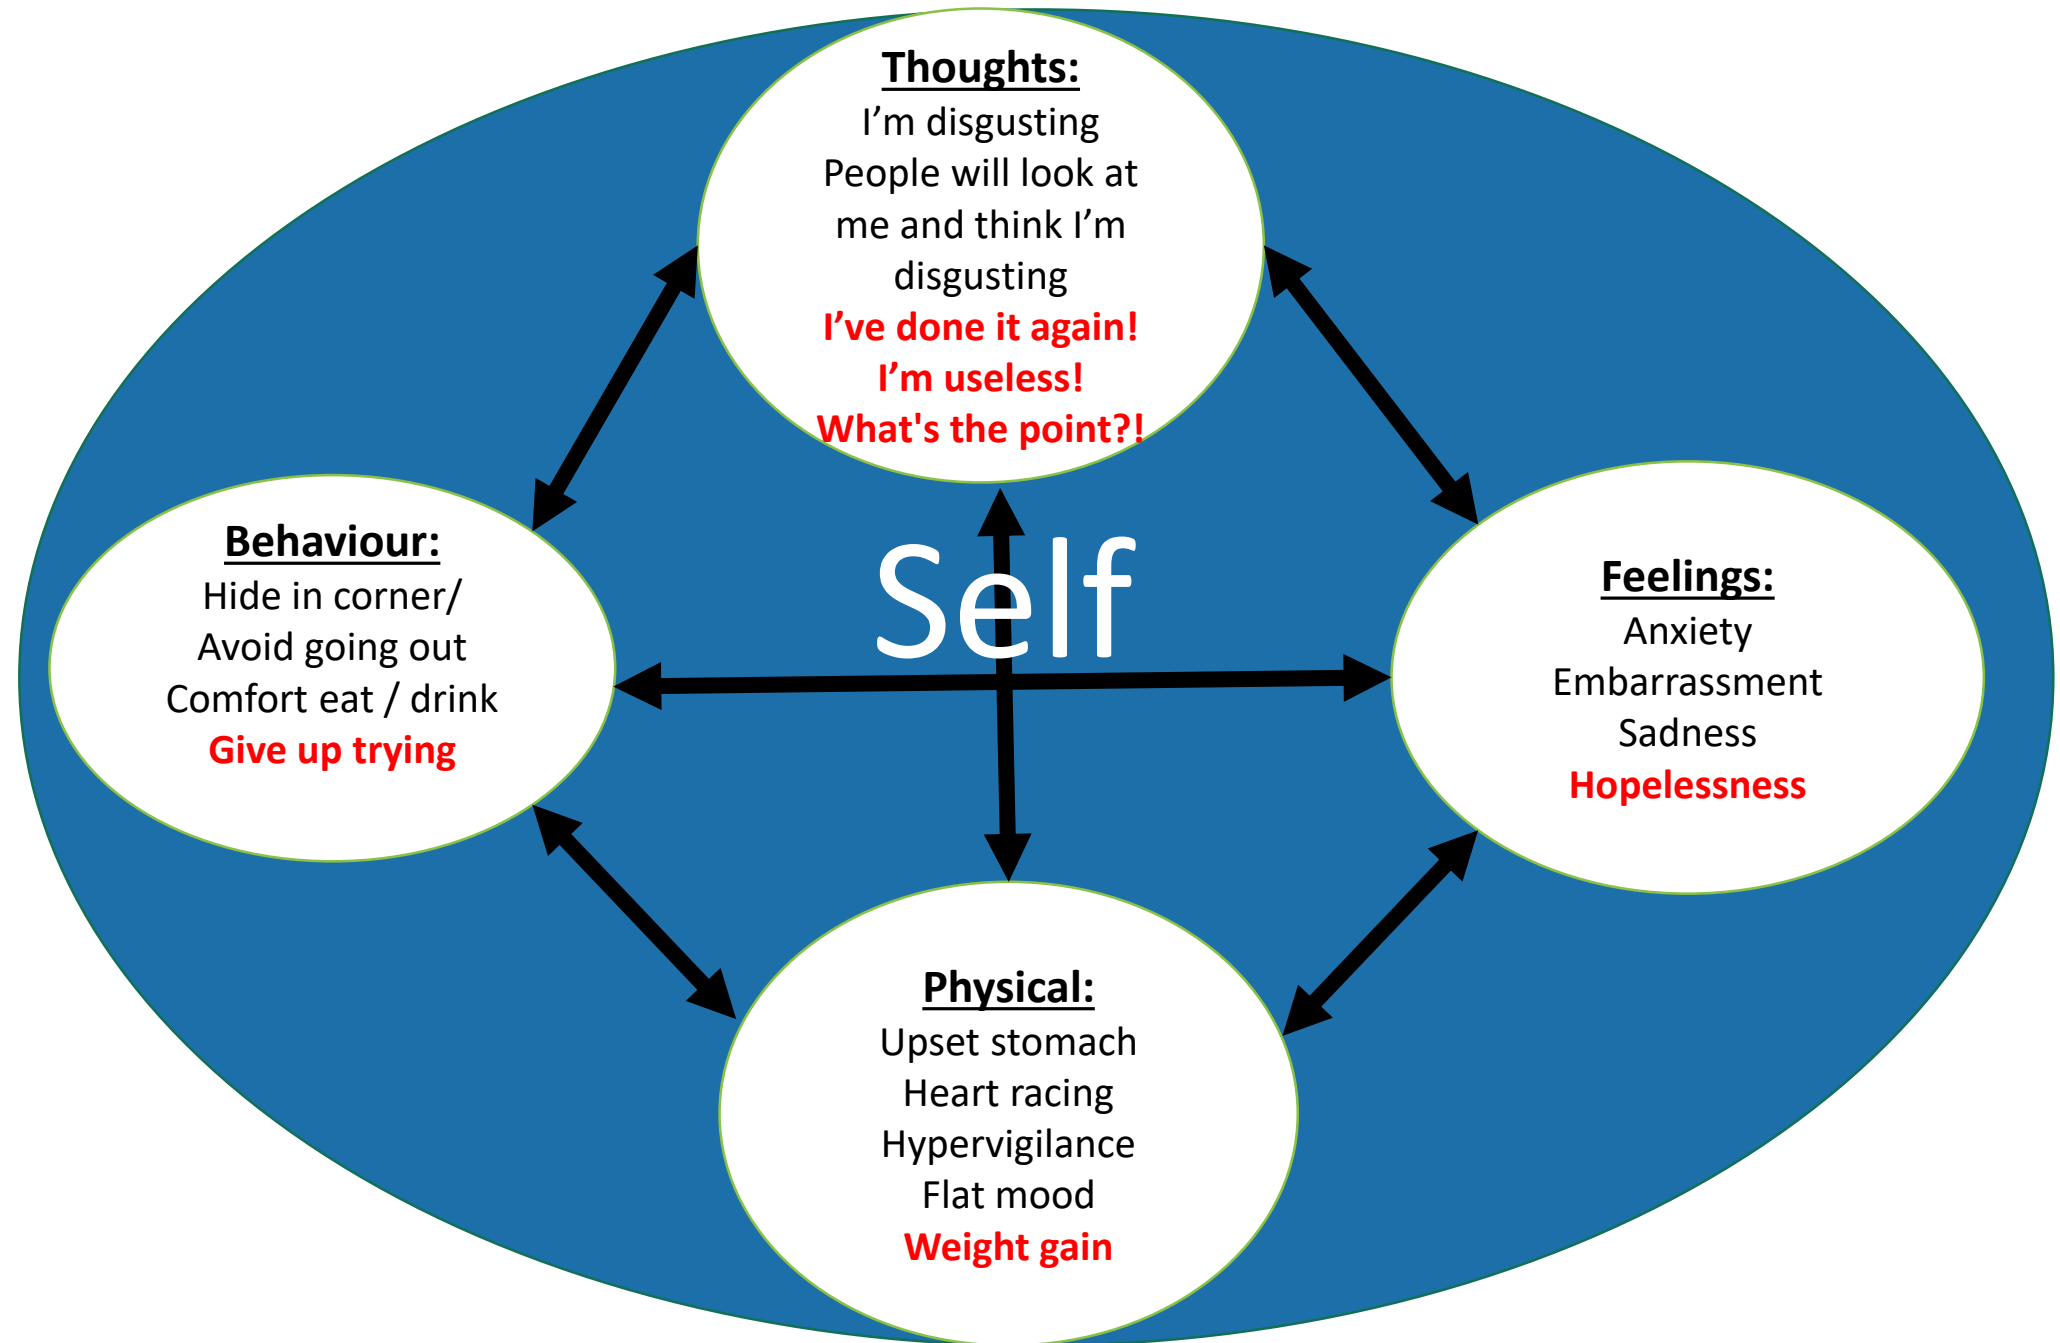 Thoughts:
I’m disgusting
People will look at
me and think I’m
disgusting
I’ve done it again!
I’m useless!
What's the point?!
Behaviour:
Hide in corner/
Avoid going out
Comfort eat / drink
Give up trying
Self
Feelings:
Anxiety
Embarrassment
Sadness
Hopelessness
Physical:
Upset stomach
Heart racing
Hypervigilance
Flat mood
Weight gain